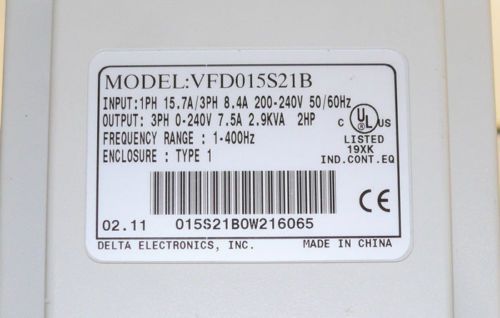 MODEL:VFD015S21B
INPUT:1PH 15.7A/3PH 8.4A 200-240V 50/60Hz
OUTPUT: 3PH 0-240V 7.5A 2.9KVA 2HP
FREQUENCY RANGE : 1-400Hz
ENCLOSURE : TYPE 1
C UL US
LISTED
19XK
IND.CONT.EQ
CE
02.11 015S21B0W216065
DELTA ELECTRONICS, INC. MADE IN CHINA